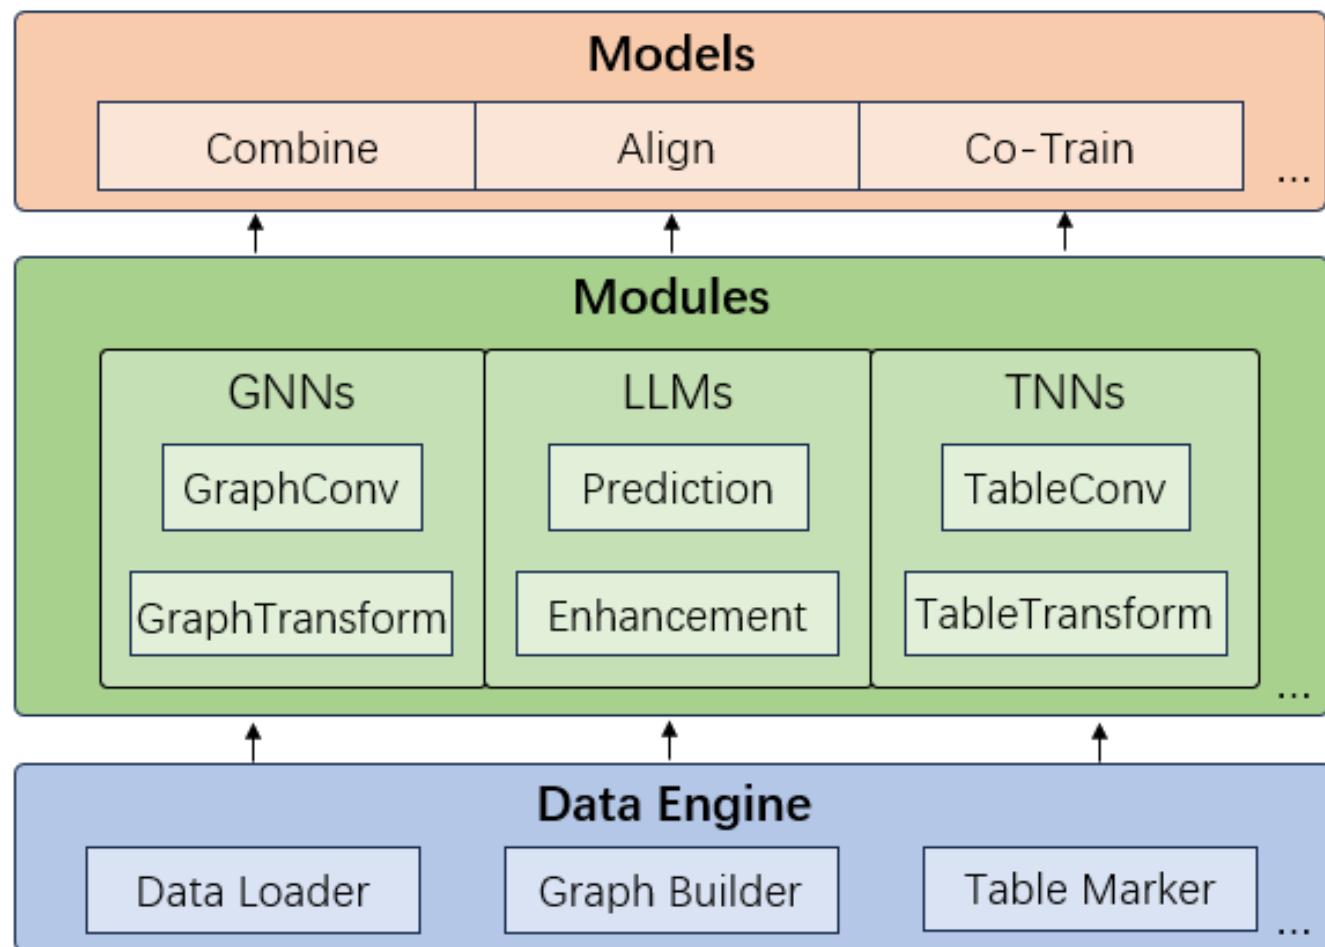 Models
Combine Align Co-Train
...
Modules
GNNs LLMs TNNs
GraphConv Prediction TableConv
GraphTransform Enhancement TableTransform
...
Data Engine
Data Loader Graph Builder Table Marker
...